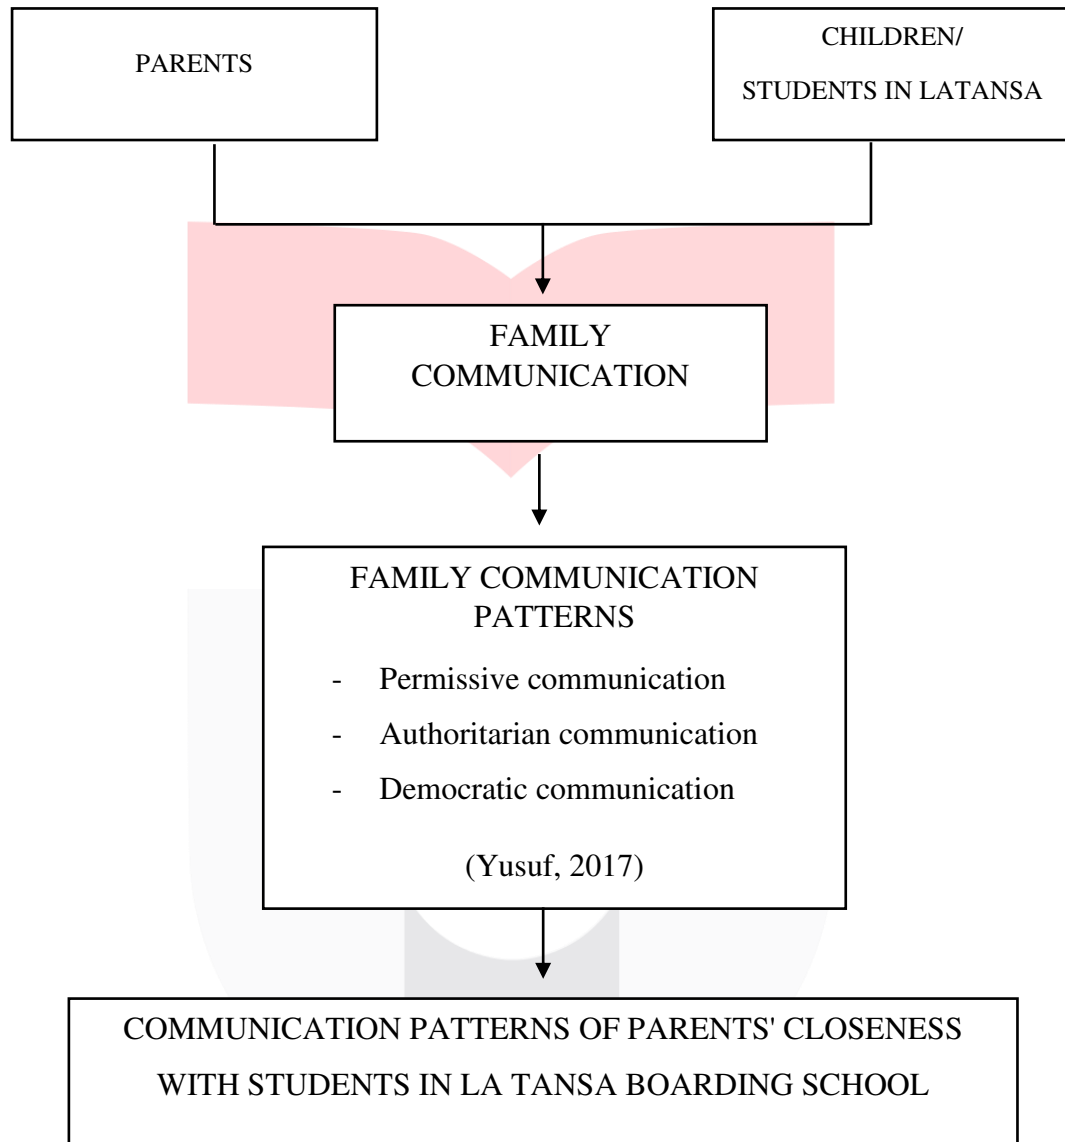 PARENTS
CHILDREN/
STUDENTS IN LATANSA
FAMILY
COMMUNICATION
FAMILY COMMUNICATION
PATTERNS
- Permissive communication
- Authoritarian communication
- Democratic communication
(Yusuf, 2017)
COMMUNICATION PATTERNS OF PARENTS' CLOSENESS
WITH STUDENTS IN LA TANSA BOARDING SCHOOL